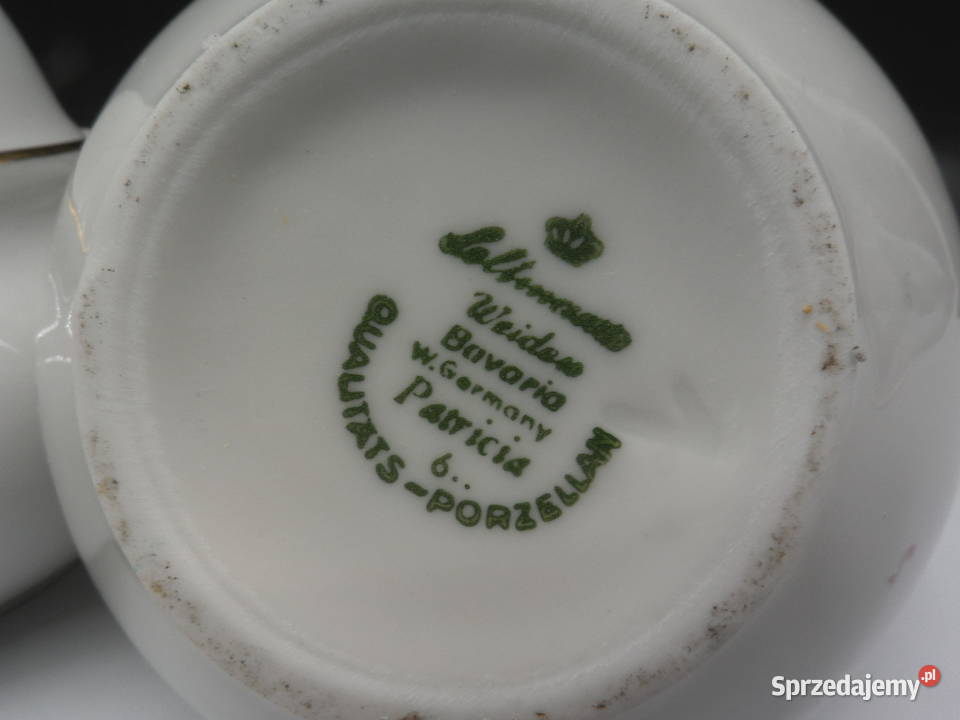 Seltmann
Weiden
Bavaria
W. Germany
Patricia
6..
QUALITÄTS-PORZELLAN
Sprzedajemy.pl